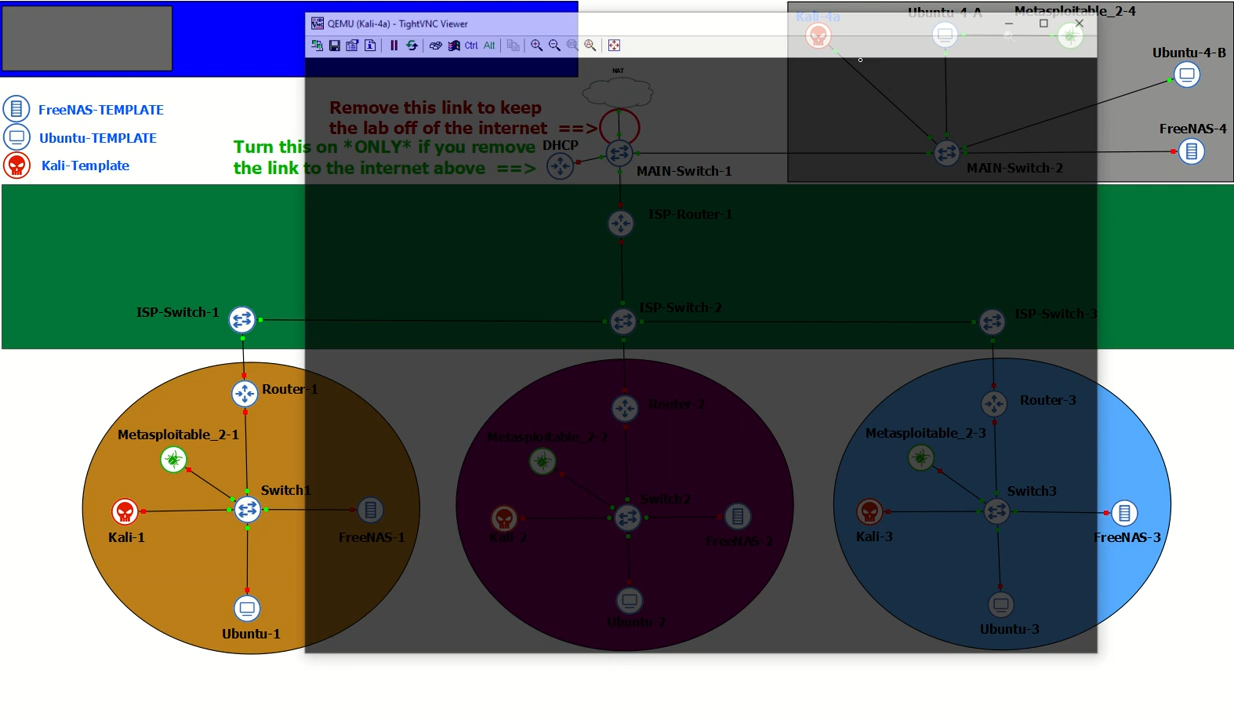 QEMU (Kali-4a) - TightVNC Viewer
Ctrl Alt
Kali-4a
Ubuntu-4-A
Metasploitable_2-4
Ubuntu-4-B
FreeNAS-4
MAIN-Switch-2
NAT
FreeNAS-TEMPLATE
Ubuntu-TEMPLATE
Kali-Template
Remove this link to keep
the lab off of the internet ==>
Turn this on *ONLY* if you remove
the link to the internet above ==>
DHCP
MAIN-Switch-1
ISP-Router-1
ISP-Switch-1
ISP-Switch-2
ISP-Switch-3
Router-1
Metasploitable_2-1
Switch1
Kali-1
FreeNAS-1
Ubuntu-1
Router-2
Metasploitable_2-2
Switch2
Kali-2
FreeNAS-2
Ubuntu-2
Router-3
Metasploitable_2-3
Switch3
Kali-3
FreeNAS-3
Ubuntu-3